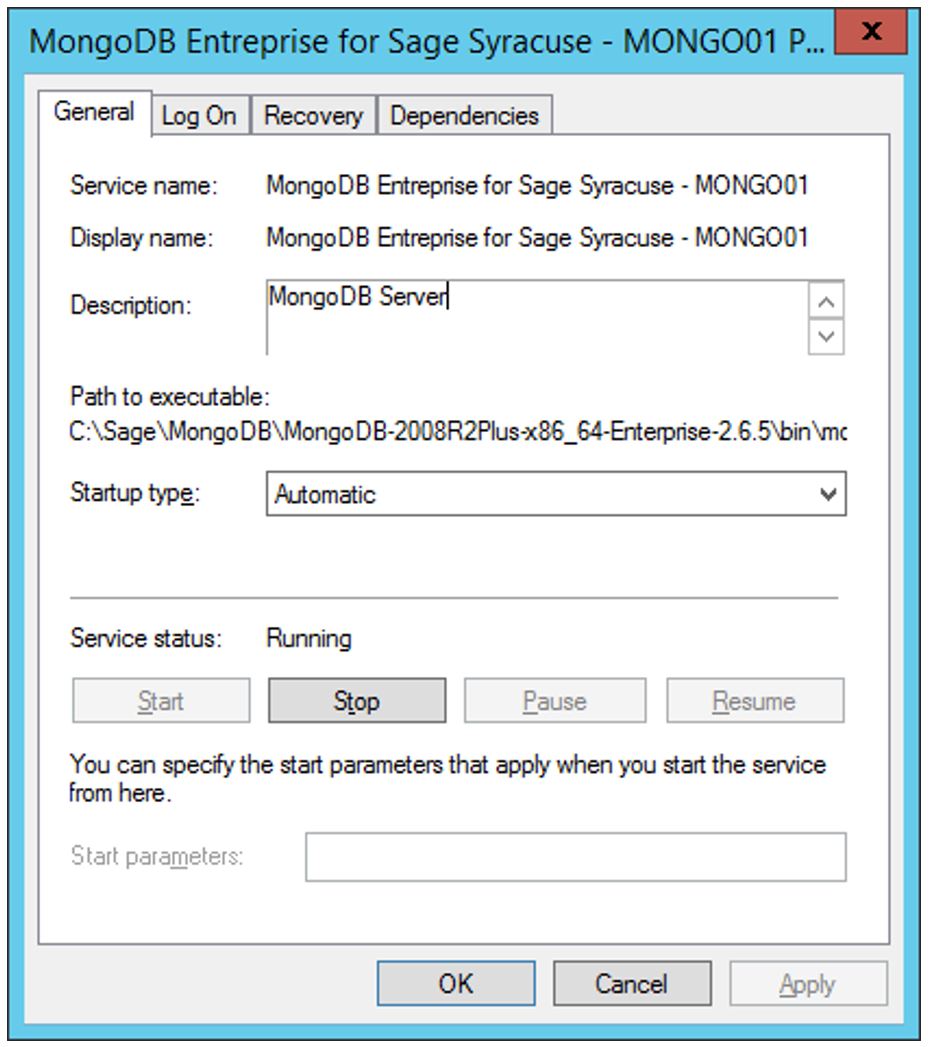 MongoDB Entreprise for Sage Syracuse - MONGO01 P... x
General Log On Recovery Dependencies
Service name: MongoDB Entreprise for Sage Syracuse - MONGO01
Display name: MongoDB Entreprise for Sage Syracuse - MONGO01
Description: MongoDB Server
Path to executable:
C:\Sage\MongoDB\MongoDB-2008R2Plus-x86_64-Enterprise-2.6.5\bin\mc
Startup type: Automatic
Service status: Running
Start Stop Pause Resume
You can specify the start parameters that apply when you start the service
from here.
Start parameters:
OK Cancel Apply